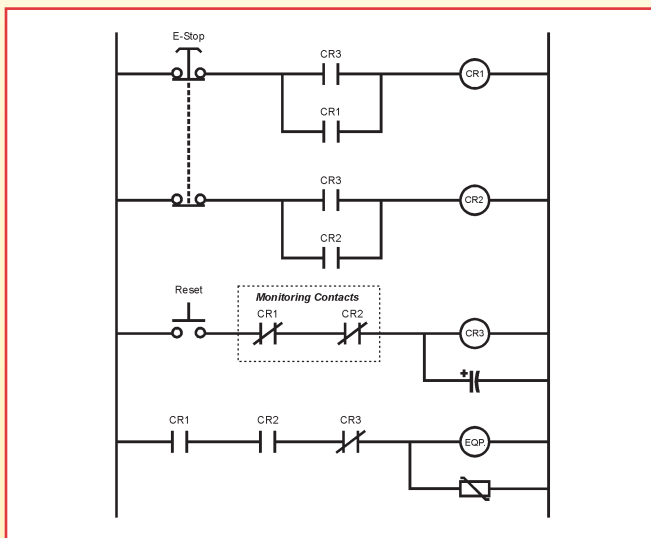 E-Stop
CR3
CR1
CR1
CR3
CR2
CR2
Reset
Monitoring Contacts
CR1 CR2
CR3
+
CR1 CR2 CR3
EQP.